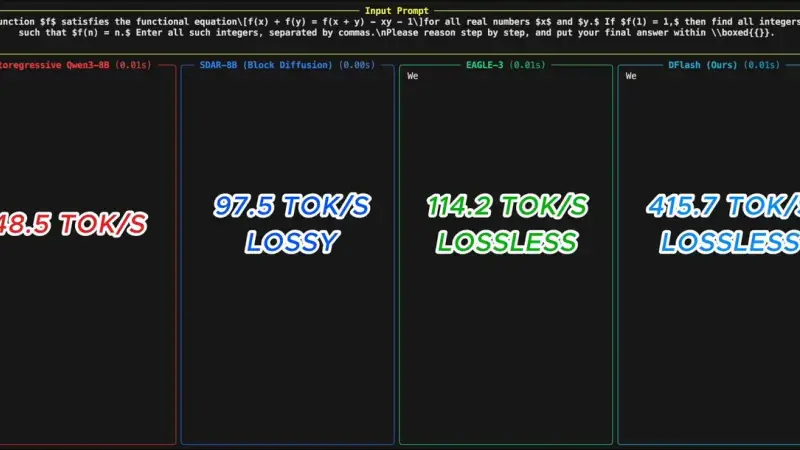 Input Prompt
unction $f$ satisfies the functional equation\[f(x) + f(y) = f(x + y) − xy − 1\]for all real numbers $x$ and $y.$ If $f(1) = 1,$ then find all integers
such that $f(n) = n.$ Enter all such integers, separated by commas.\nPlease reason step by step, and put your final answer within \\boxed{{}}.
toregressive Qwen3-8B (0.01s)
SDAR-8B (Block Diffusion) (0.00s)
EAGLE-3 (0.01s)
DFlash (Ours) (0.01s)
We
We
48.5 TOK/S
97.5 TOK/S
LOSSY
114.2 TOK/S
LOSSLESS
415.7 TOK/S
LOSSLESS